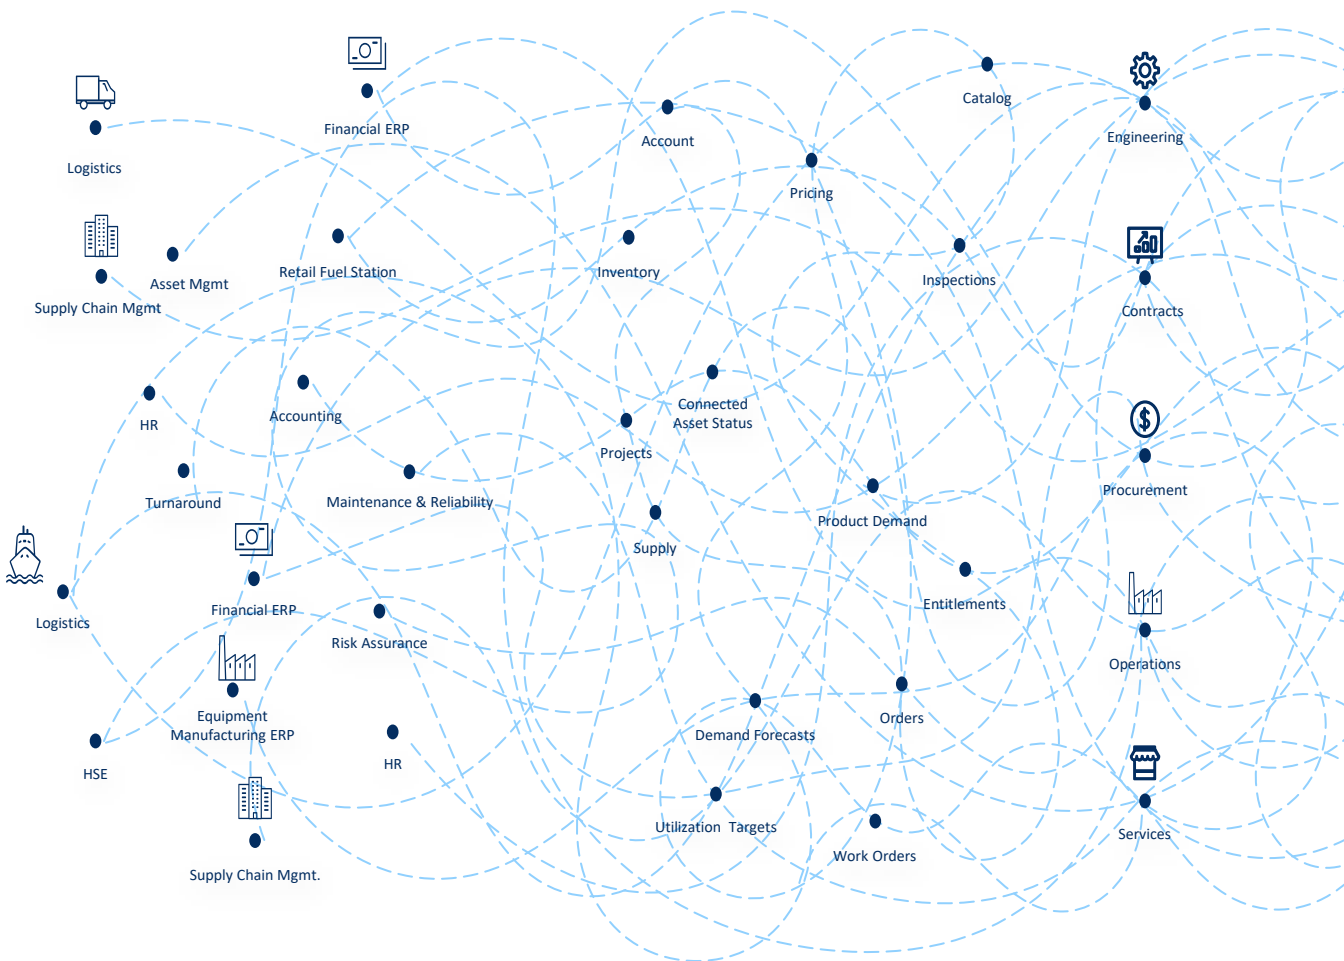 Catalog
Financial ERP
Engineering
Account
Logistics
Pricing
Retail Fuel Station
Inventory
Inspections
Asset Mgmt
Supply Chain Mgmt
Contracts
Connected
Asset Status
Accounting
HR
Projects
Procurement
Maintenance & Reliability
Turnaround
Product Demand
Supply
Entitlements
Financial ERP
Logistics
Risk Assurance
Operations
Equipment
Manufacturing ERP
Orders
Demand Forecasts
HR
HSE
Utilization  Targets
Services
Work Orders
Supply Chain Mgmt.
$